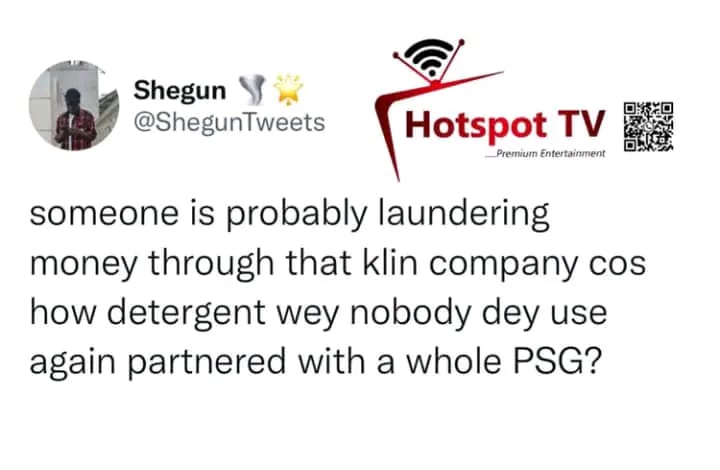 Shegun
@ShegunTweets
Hotspot TV
__Premium Entertainment
someone is probably laundering
money through that klin company cos
how detergent wey nobody dey use
again partnered with a whole PSG?